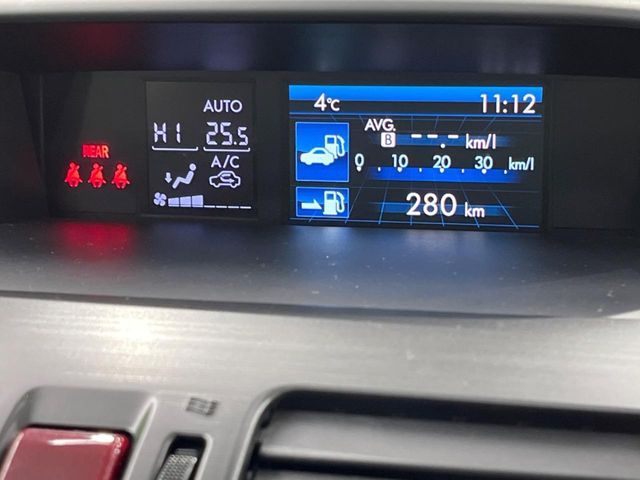 REAR
AUTO
HI 25.5
A/C
4°C 11:12
AVG.
B --.- km/l
0 10 20 30 km/l
280 km